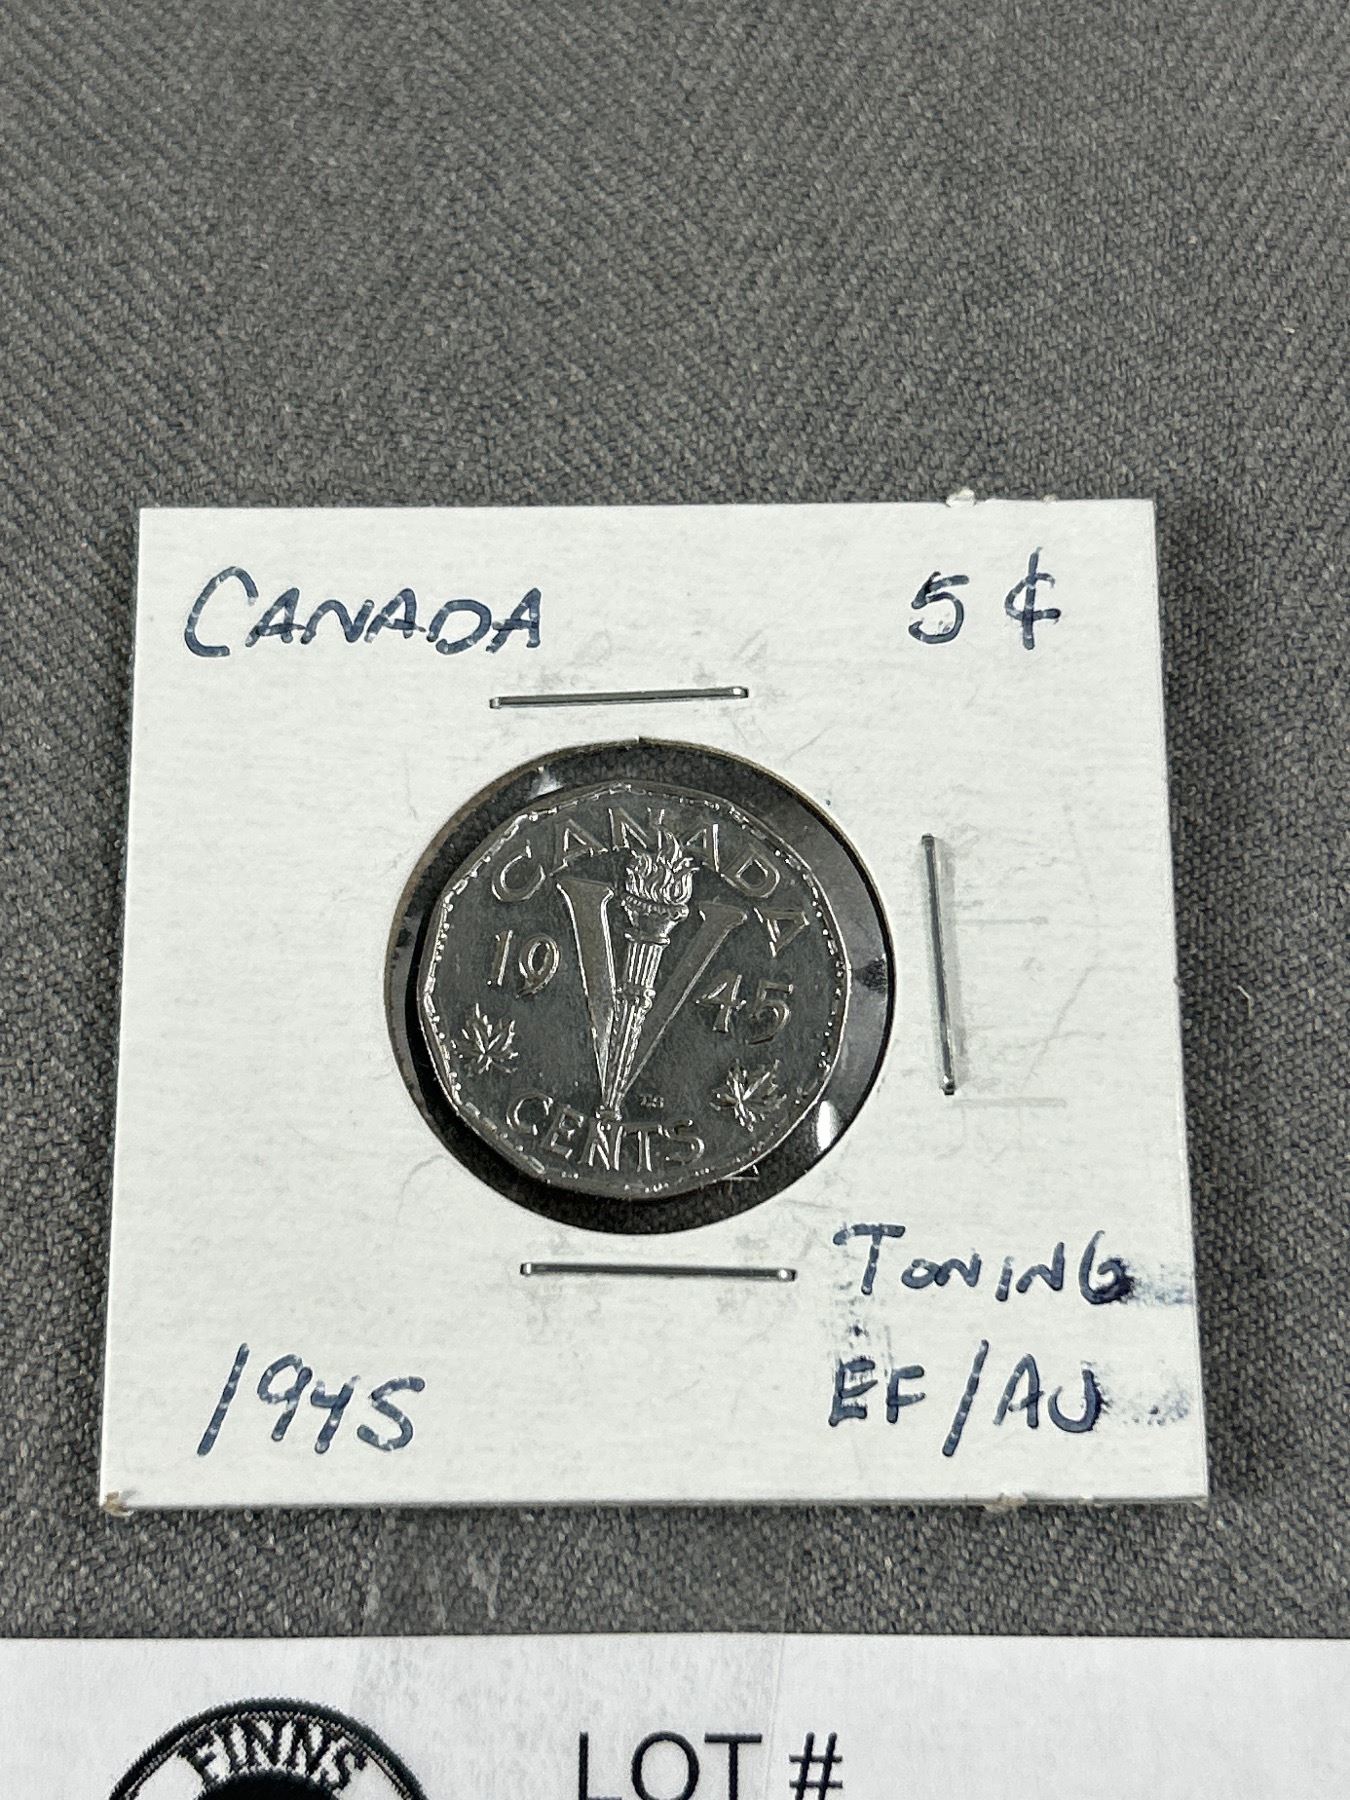 CANADA 5¢
CANADA
19 45
CENTS
TONING
1945 EF/AU
FINNS
LOT #